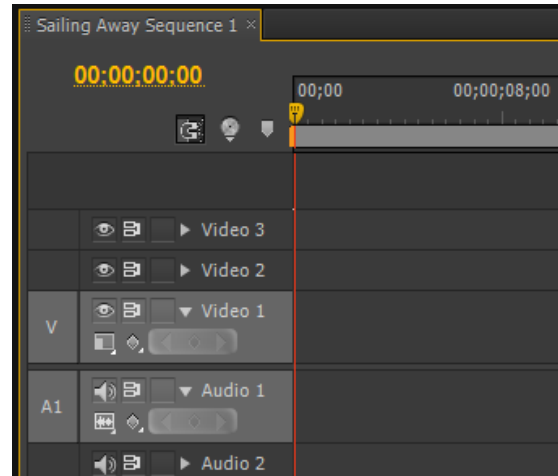 Sailing Away Sequence 1 ×
00;00;00;00
00;00 00;00;08;00
Video 3
Video 2
V Video 1
A1 Audio 1
Audio 2